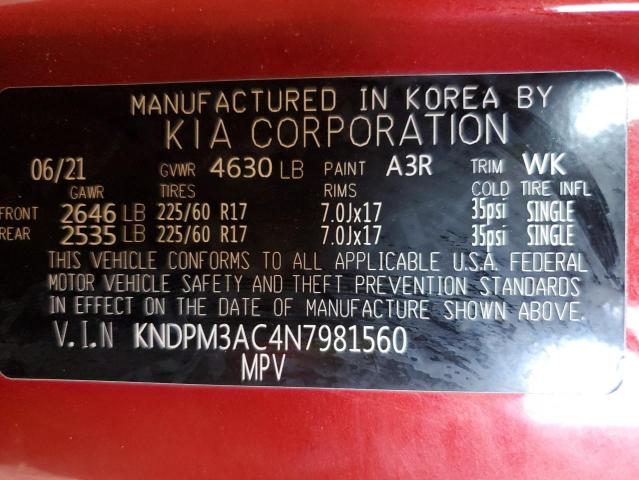 MANUFACTURED IN KOREA BY
KIA CORPORATION
06/21 GVWR 4630 LB PAINT A3R TRIM WK
GAWR TIRES RIMS COLD TIRE INFL
FRONT 2646 LB 225/60 R17 7.0Jx17 35psi SINGLE
REAR 2535 LB 225/60 R17 7.0Jx17 35psi SINGLE
THIS VEHICLE CONFORMS TO ALL APPLICABLE U.S.A. FEDERAL
MOTOR VEHICLE SAFETY AND THEFT PREVENTION STANDARDS
IN EFFECT ON THE DATE OF MANUFACTURE SHOWN ABOVE.
V.I.N KNDPM3AC4N7981560
MPV